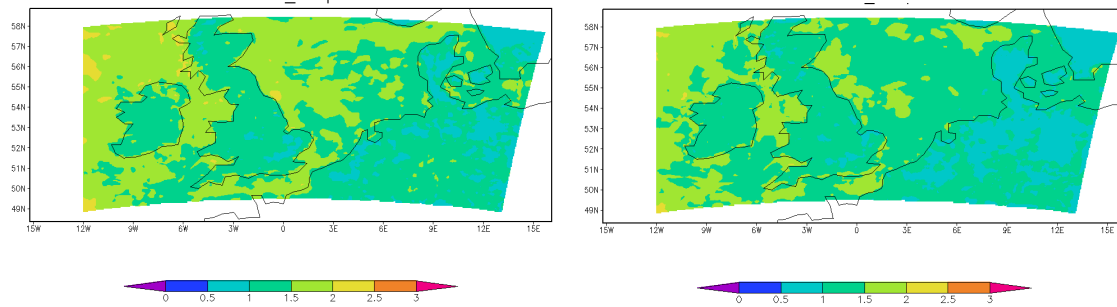 58N 58N
57N 57N
56N 56N
55N 55N
54N 54N
53N 53N
52N 52N
51N 51N
50N 50N
49N 49N
15W 12W 9W 6W 3W 0 3E 6E 9E 12E 15E 15W 12W 9W 6W 3W 0 3E 6E 9E 12E 15E
0 0.5 1 1.5 2 2.5 3 0 0.5 1 1.5 2 2.5 3